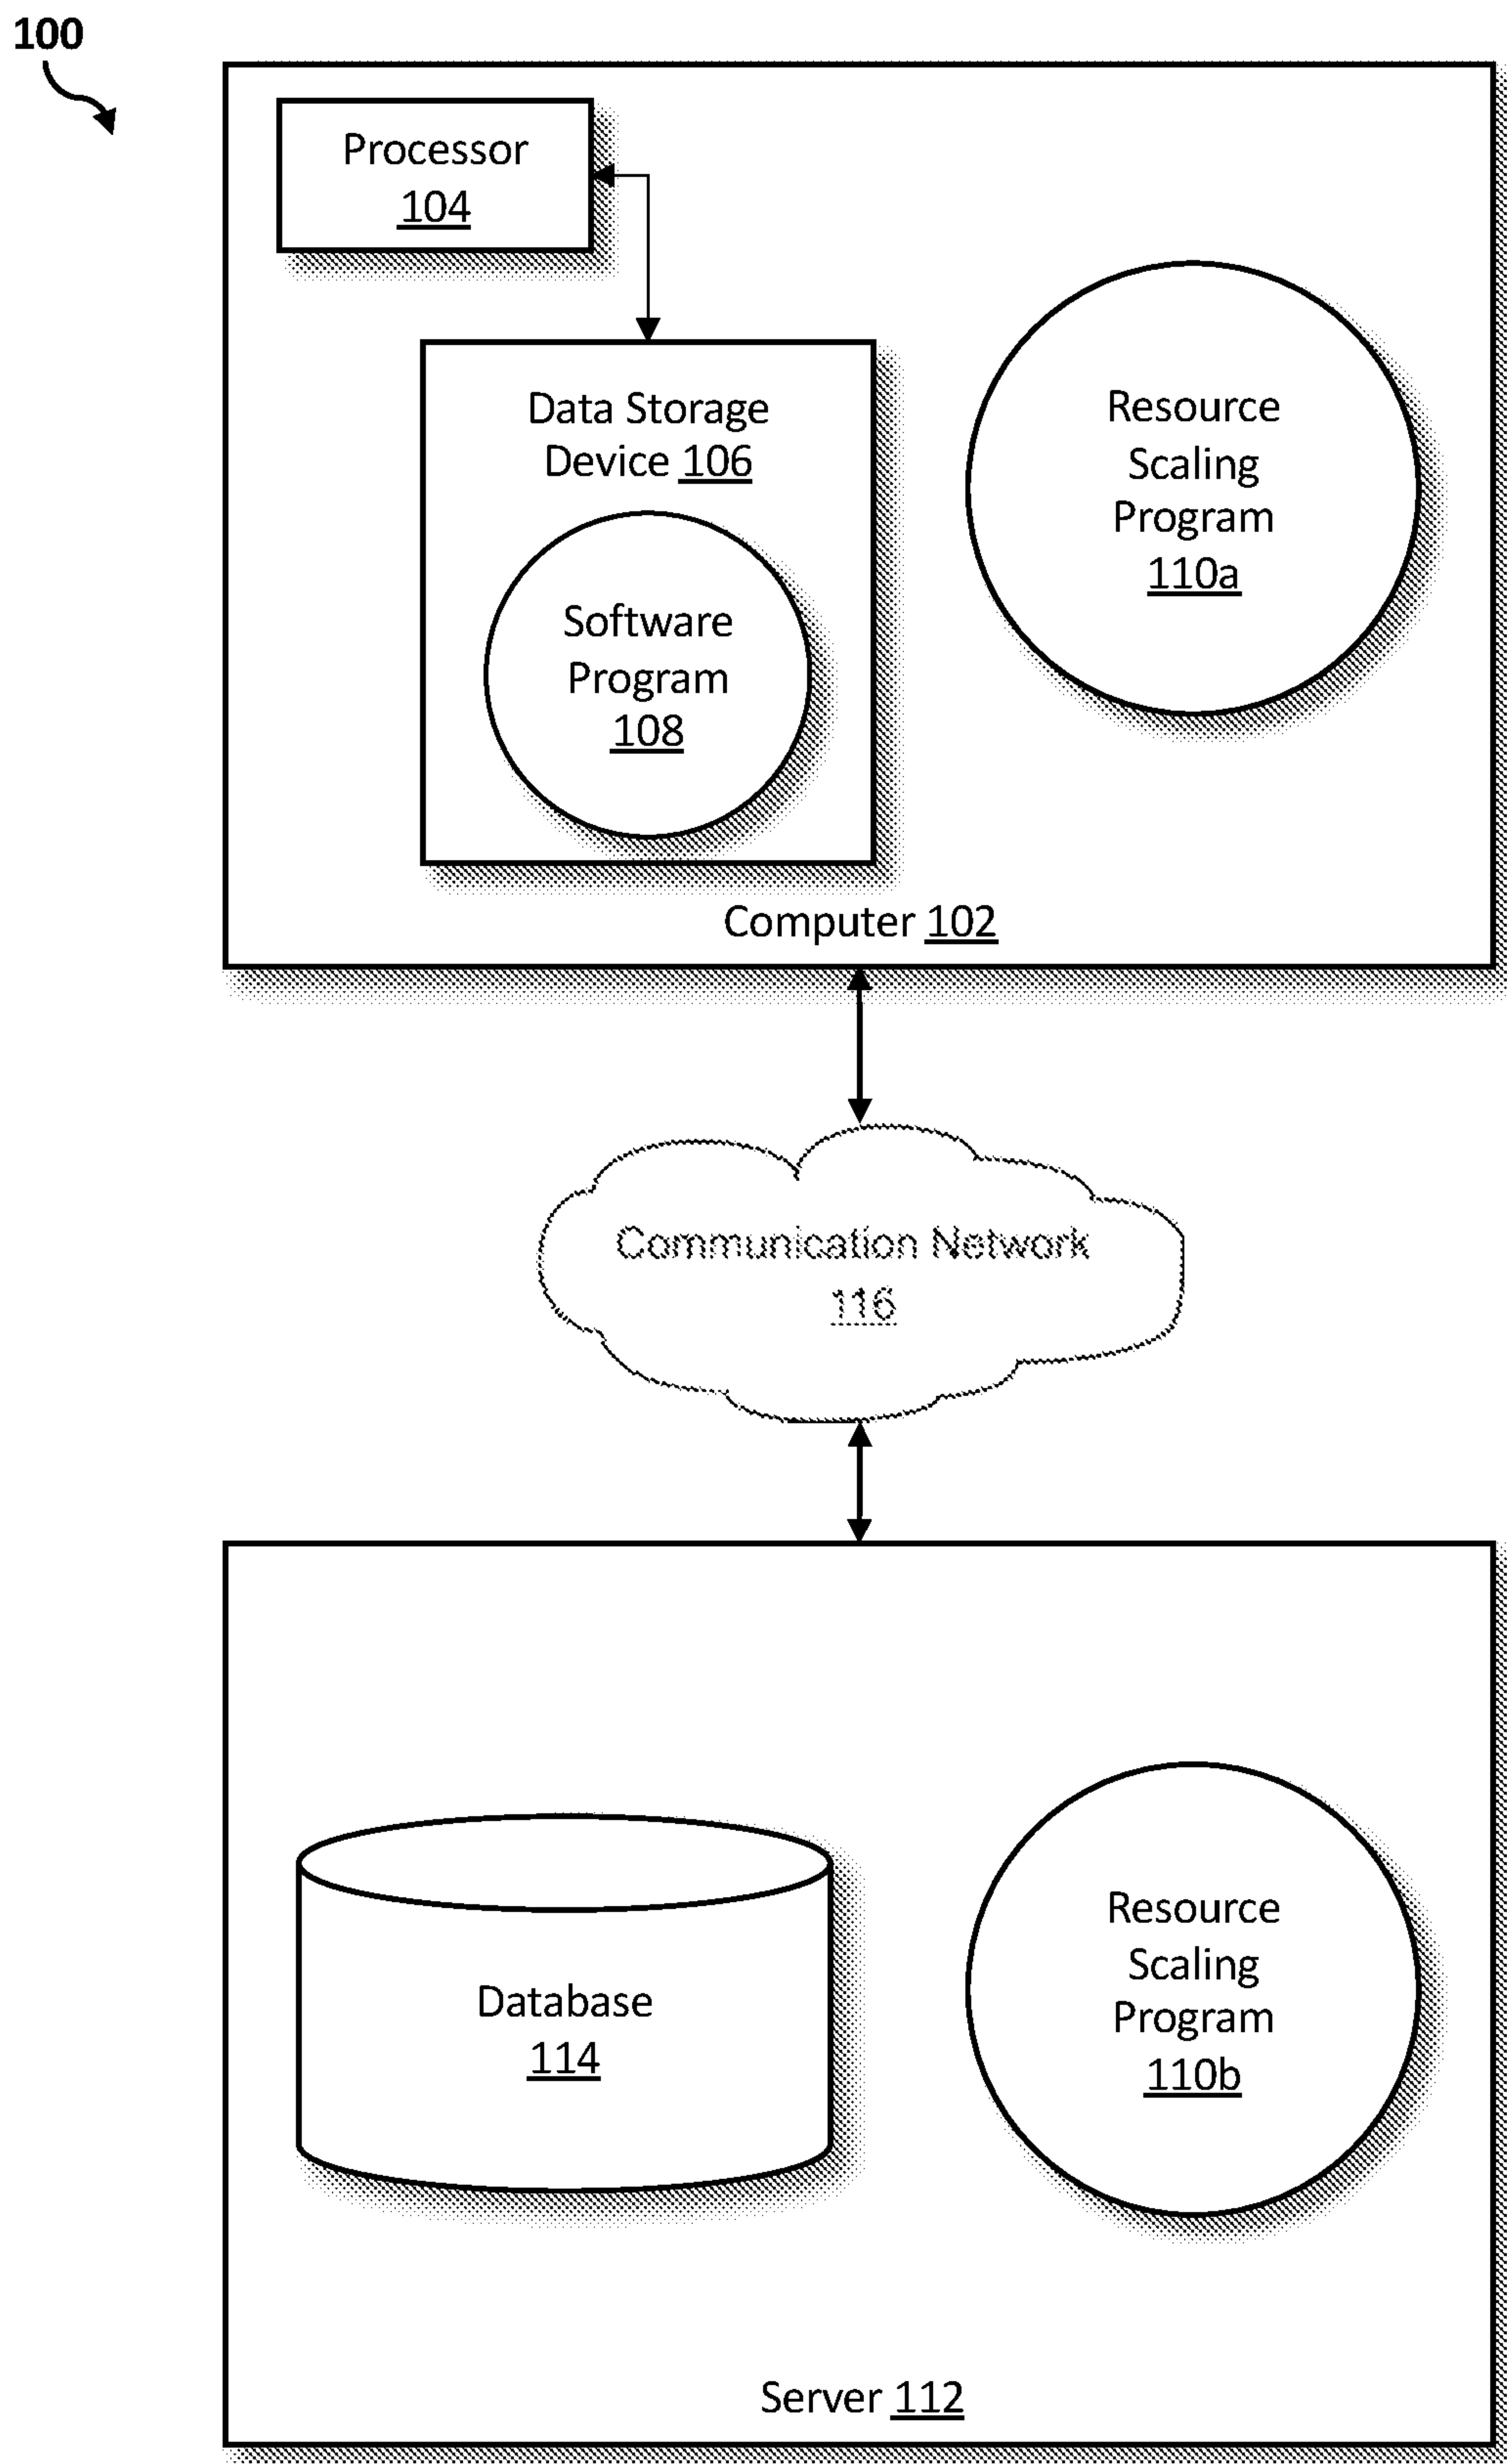 100
Processor
104
Data Storage
Device 106
Software
Program
108
Resource
Scaling
Program
110a
Computer 102
Communication Network
116
Database
114
Resource
Scaling
Program
110b
Server 112